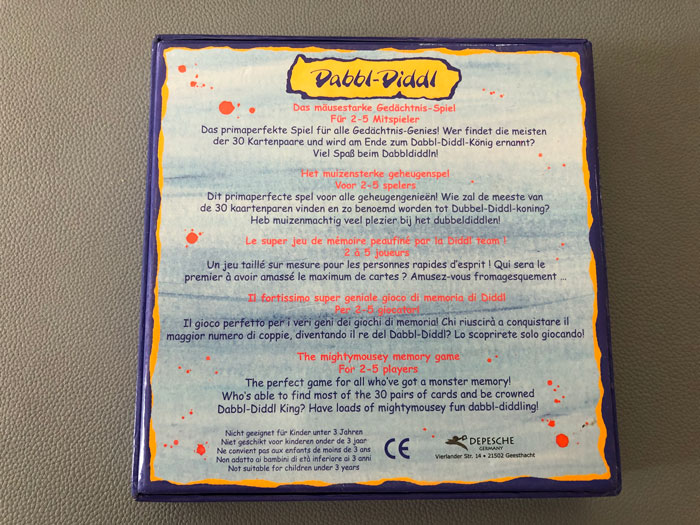 Dabbl-Diddl
Das mäusestarke Gedächtnis-Spiel
Für 2-5 Mitspieler
Das primaperfekte Spiel für alle Gedächtnis-Genies! Wer findet die meisten
der 30 Kartenpaare und wird am Ende zum Dabbl-Diddl-König ernannt?
Viel Spaß beim Dabbldiddln!
Het muizensterke geheugenspel
Voor 2-5 spelers
Dit primaperfecte spel voor alle geheugengenieën! Wie zal de meeste van
de 30 kaartenparen vinden en zo benoemd worden tot Dubbel-Diddl-koning?
Heb muizenmachtig veel plezier bij het dubbeldiddlen!
Le super jeu de mémoire peaufiné par la Diddl team !
2 à 5 joueurs
Un jeu taillé sur mesure pour les personnes rapides d'esprit ! Qui sera le
premier à avoir amassé le maximum de cartes ? Amusez-vous fromagesquement ...
Il fortissimo super geniale gioco di memoria di Diddl
Per 2-5 giocatori
Il gioco perfetto per i veri geni dei giochi di memoria! Chi riuscirà a conquistare il
maggior numero di coppie, diventando il re del Dabbl-Diddl? Lo scoprirete solo giocando!
The mightymousey memory game
For 2-5 players
The perfect game for all who've got a monster memory!
Who's able to find most of the 30 pairs of cards and be crowned
Dabbl-Diddl King? Have loads of mightymousey fun dabbl-diddling!
Nicht geeignet für Kinder unter 3 Jahren
Niet geschikt voor kinderen onder de 3 jaar
Ne convient pas aux enfants de moins de 3 ans
Non adatto ai bambini di età inferiore ai 3 anni
Not suitable for children under 3 years
CE
DEPESCHE
GERMANY
Vierlander Str. 14 • 21502 Geesthacht